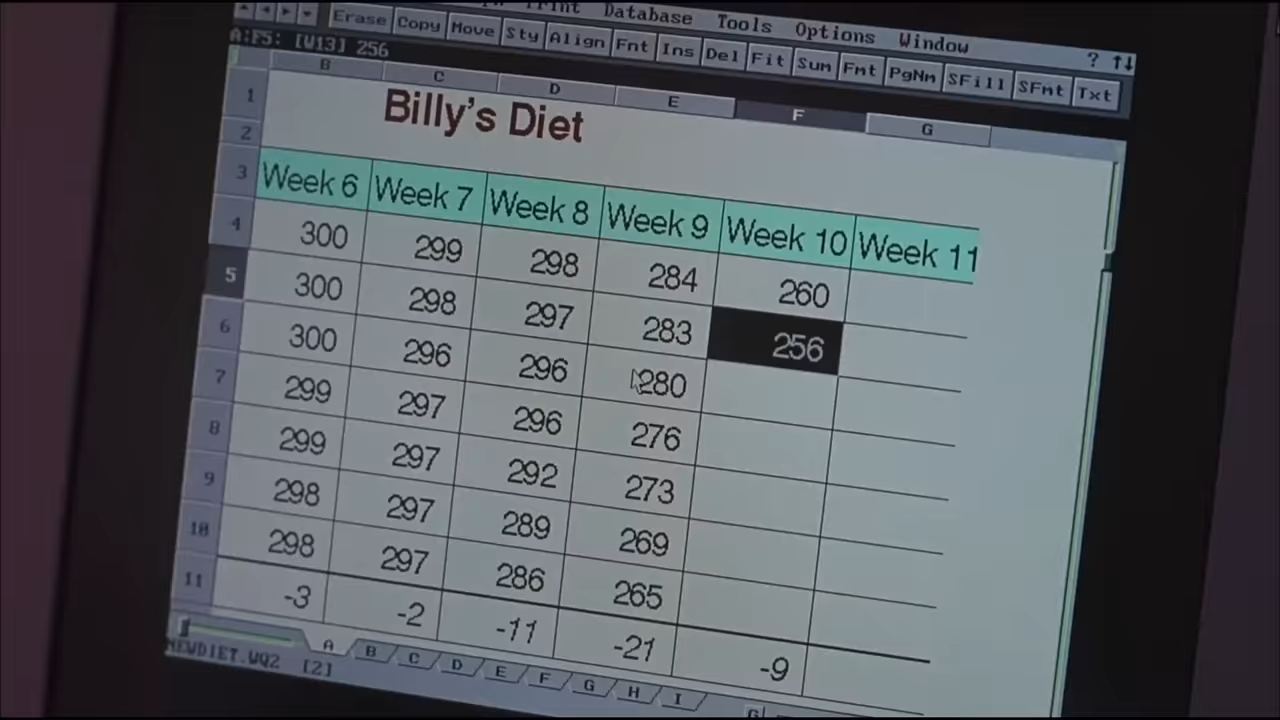 Print Database Tools Options Window ? ↑↓
Erase Copy Move Sty Align Fnt Ins Del Fit Sum Fmt PgNm SFill SFmt Txt
A:F5: [W13] 256
B C D E F G
1 Billy's Diet
2
3 Week 6 Week 7 Week 8 Week 9 Week 10 Week 11
4 300 299 298 284 260
5 300 298 297 283 256
6 300 296 296 280
7 299 297 296 276
8 299 297 292 273
9 298 297 289 269
10 298 297 286 265
11 -3 -2 -11 -21 -9
A B C D E F G H I
NEWDIET.WQ2 [2]